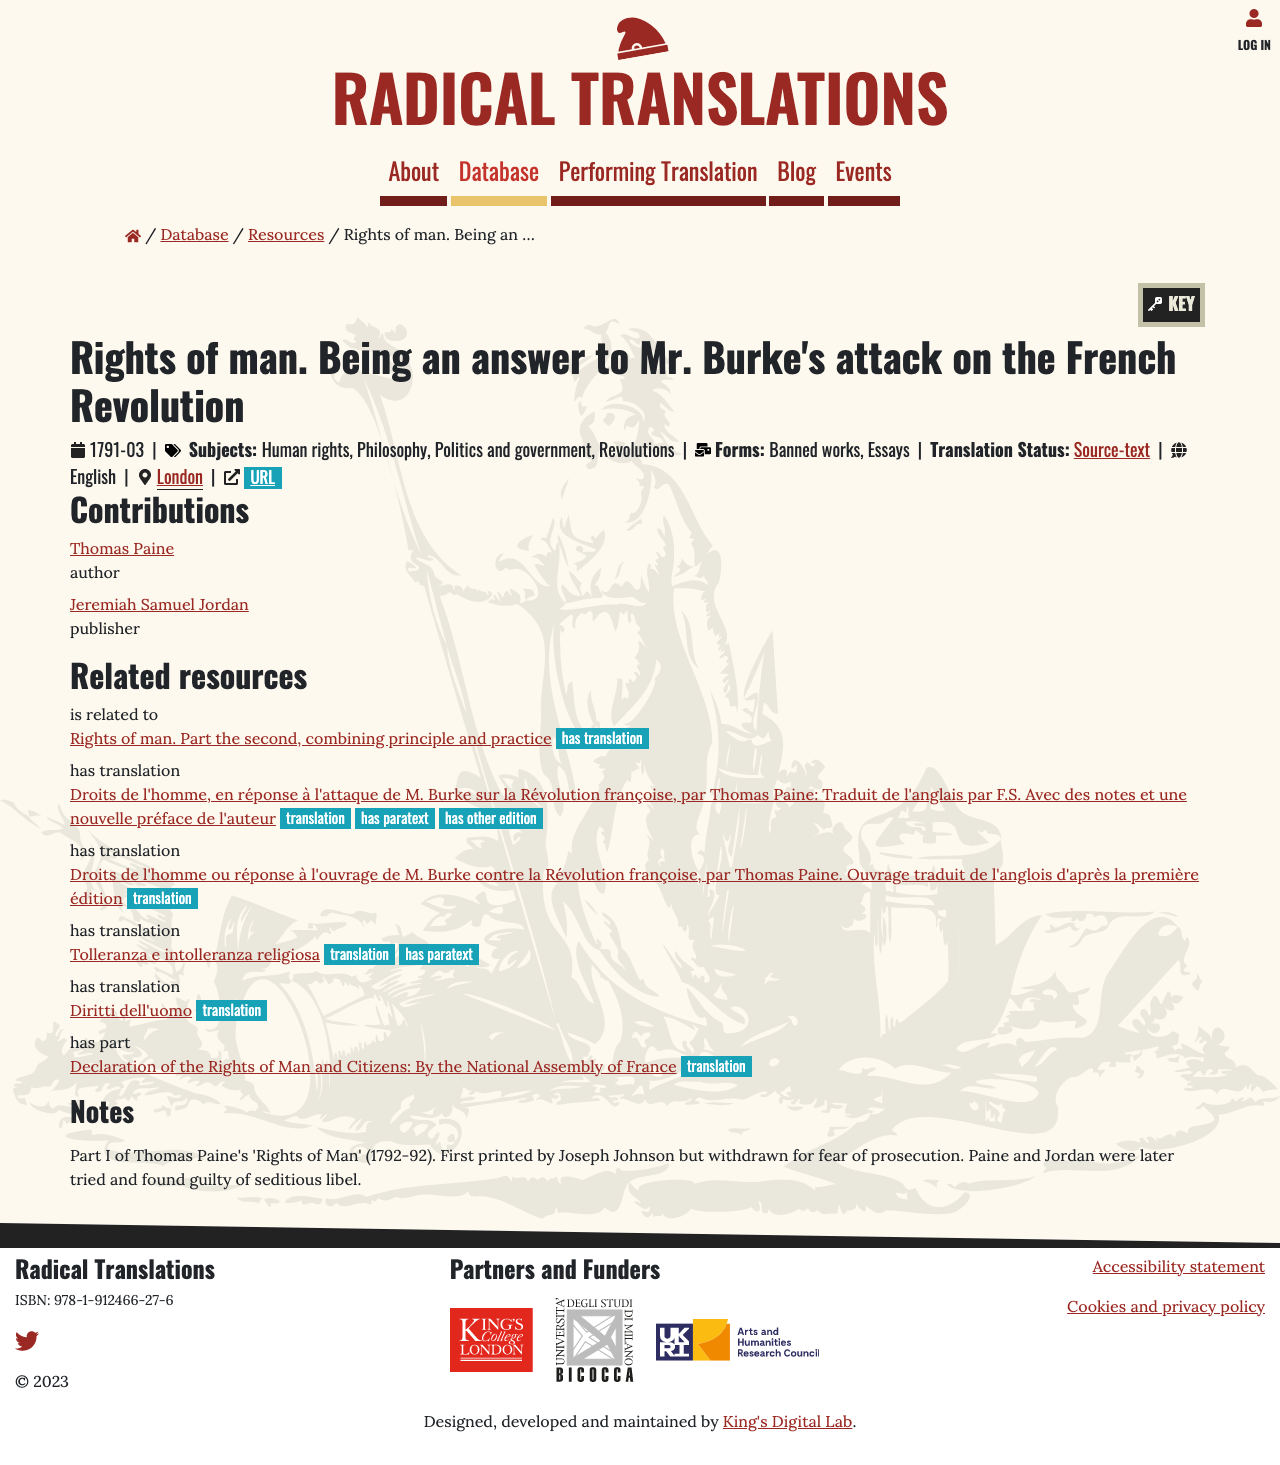 LOG IN
RADICAL TRANSLATIONS
About Database Performing Translation Blog Events
/ Database / Resources / Rights of man. Being an ...
KEY
Rights of man. Being an answer to Mr. Burke's attack on the French
Revolution
1791-03 | Subjects: Human rights, Philosophy, Politics and government, Revolutions | Forms: Banned works, Essays | Translation Status: Source-text |
English | London | URL
Contributions
Thomas Paine
author
Jeremiah Samuel Jordan
publisher
Related resources
is related to
Rights of man. Part the second, combining principle and practice has translation
has translation
Droits de l'homme, en réponse à l'attaque de M. Burke sur la Révolution françoise, par Thomas Paine: Traduit de l'anglais par F.S. Avec des notes et une
nouvelle préface de l'auteur translation has paratext has other edition
has translation
Droits de l'homme ou réponse à l'ouvrage de M. Burke contre la Révolution françoise, par Thomas Paine. Ouvrage traduit de l'anglois d'après la première
édition translation
has translation
Tolleranza e intolleranza religiosa translation has paratext
has translation
Diritti dell'uomo translation
has part
Declaration of the Rights of Man and Citizens: By the National Assembly of France translation
Notes
Part I of Thomas Paine's 'Rights of Man' (1792-92). First printed by Joseph Johnson but withdrawn for fear of prosecution. Paine and Jordan were later
tried and found guilty of seditious libel.
Radical Translations
ISBN: 978-1-912466-27-6
© 2023
Partners and Funders
KING'S
College
LONDON
UNIVERSITA'
DEGLI STUDI
DI MILANO
BICOCCA
UKRI
Arts and
Humanities
Research Council
Accessibility statement
Cookies and privacy policy
Designed, developed and maintained by King's Digital Lab.